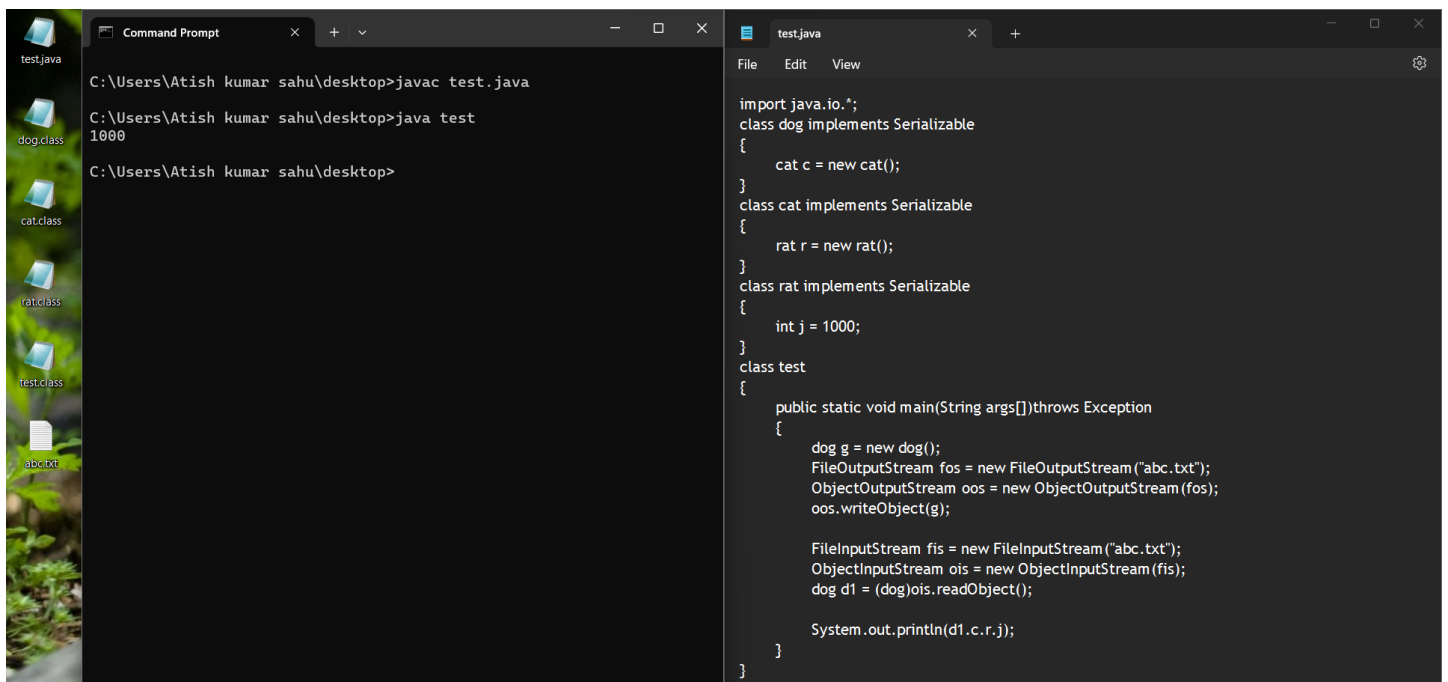 test.java
dog.class
cat.class
rat.class
test.class
abc.txt
Command Prompt
C:\Users\Atish kumar sahu\desktop>javac test.java
C:\Users\Atish kumar sahu\desktop>java test
1000
C:\Users\Atish kumar sahu\desktop>
test.java
File Edit View
import java.io.*;
class dog implements Serializable
{
cat c = new cat();
}
class cat implements Serializable
{
rat r = new rat();
}
class rat implements Serializable
{
int j = 1000;
}
class test
{
public static void main(String args[])throws Exception
{
dog g = new dog();
FileOutputStream fos = new FileOutputStream("abc.txt");
ObjectOutputStream oos = new ObjectOutputStream(fos);
oos.writeObject(g);
FileInputStream fis = new FileInputStream("abc.txt");
ObjectInputStream ois = new ObjectInputStream(fis);
dog d1 = (dog)ois.readObject();
System.out.println(d1.c.r.j);
}
}